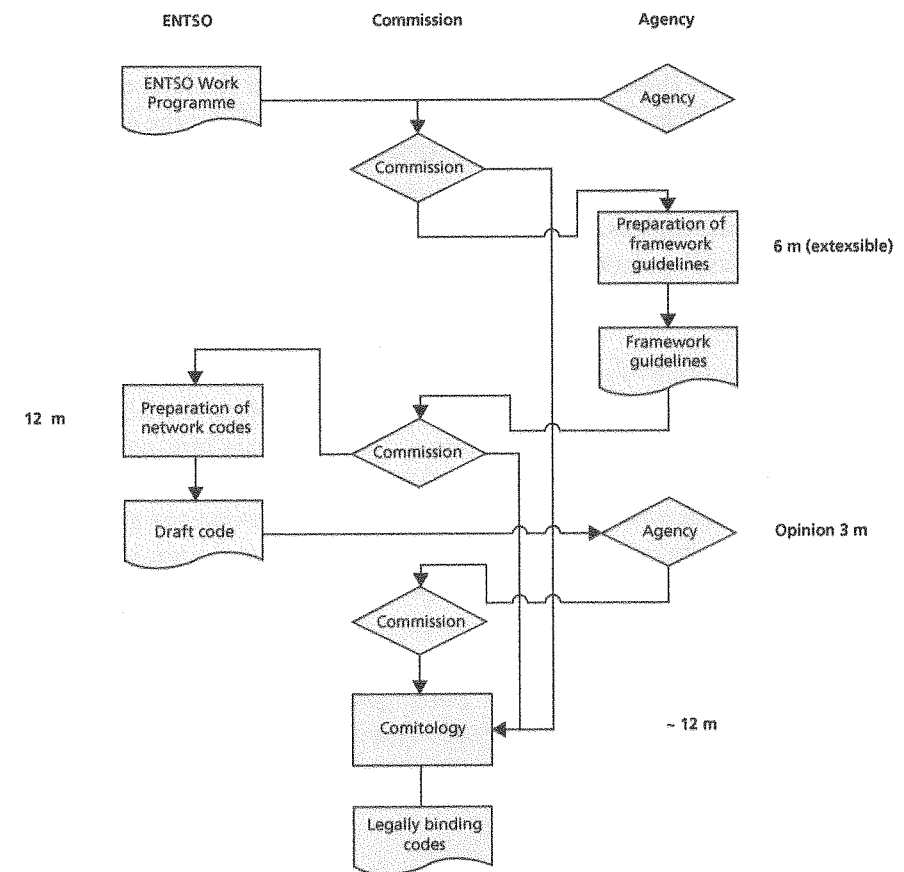 ENTSO
Commission
Agency
ENTSO Work
Programme
Agency
Commission
Preparation of
framework
guidelines
6 m (extexsible)
Framework
guidelines
12 m
Preparation of
network codes
Commission
Draft code
Agency
Opinion 3 m
Commission
Comitology
~ 12 m
Legally binding
codes